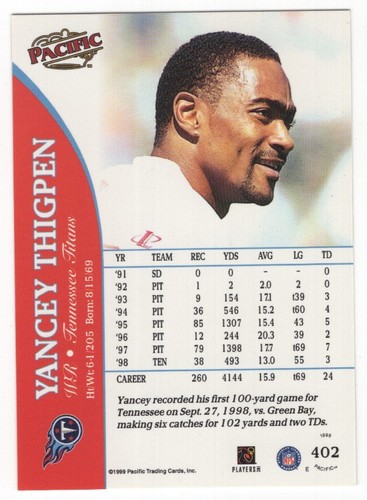 PACIFIC
YANCEY THIGPEN
WR • Tennessee Titans
Ht/Wt: 6-1/205 Born: 8/15/69
YR TEAM REC YDS AVG LG TD
'91 SD 0 0 – – 0
'92 PIT 1 2 2.0 2 0
'93 PIT 9 154 17.1 t39 3
'94 PIT 36 546 15.2 t60 4
'95 PIT 85 1307 15.4 43 5
'96 PIT 12 244 20.3 39 2
'97 PIT 79 1398 17.7 t69 7
'98 TEN 38 493 13.0 55 3
CAREER 260 4144 15.9 t69 24
Yancey recorded his first 100-yard game for
Tennessee on Sept. 27, 1998, vs. Green Bay,
making six catches for 102 yards and two TDs.
1999
402
©1999 Pacific Trading Cards, Inc.
PLAYERS INC
NFL
E PACIFIC